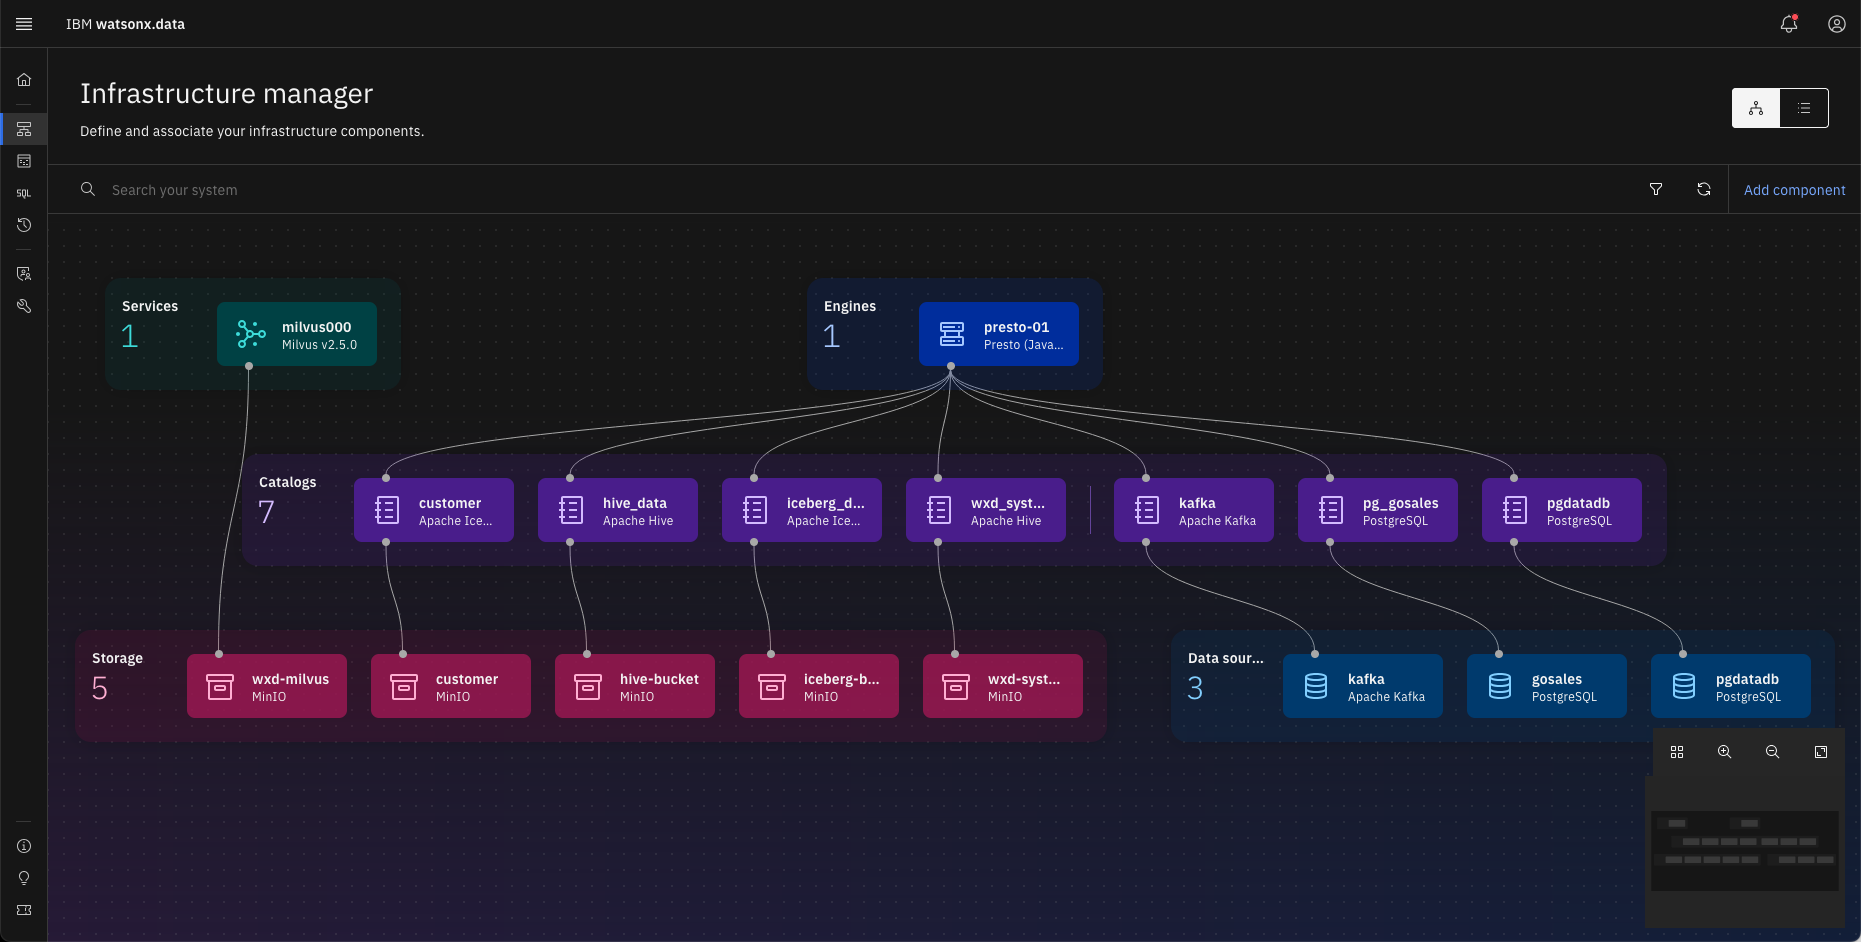 IBM watsonx.data
Infrastructure manager
Define and associate your infrastructure components.
Search your system
Add component
SQL
Services
1
milvus000
Milvus v2.5.0
Engines
1
presto-01
Presto (Java...
Catalogs
7
customer
Apache Ice...
hive_data
Apache Hive
iceberg_d...
Apache Ice...
wxd_syst...
Apache Hive
kafka
Apache Kafka
pg_gosales
PostgreSQL
pgdatadb
PostgreSQL
Storage
5
wxd-milvus
MinIO
customer
MinIO
hive-bucket
MinIO
iceberg-b...
MinIO
wxd-syst...
MinIO
Data sour...
3
kafka
Apache Kafka
gosales
PostgreSQL
pgdatadb
PostgreSQL